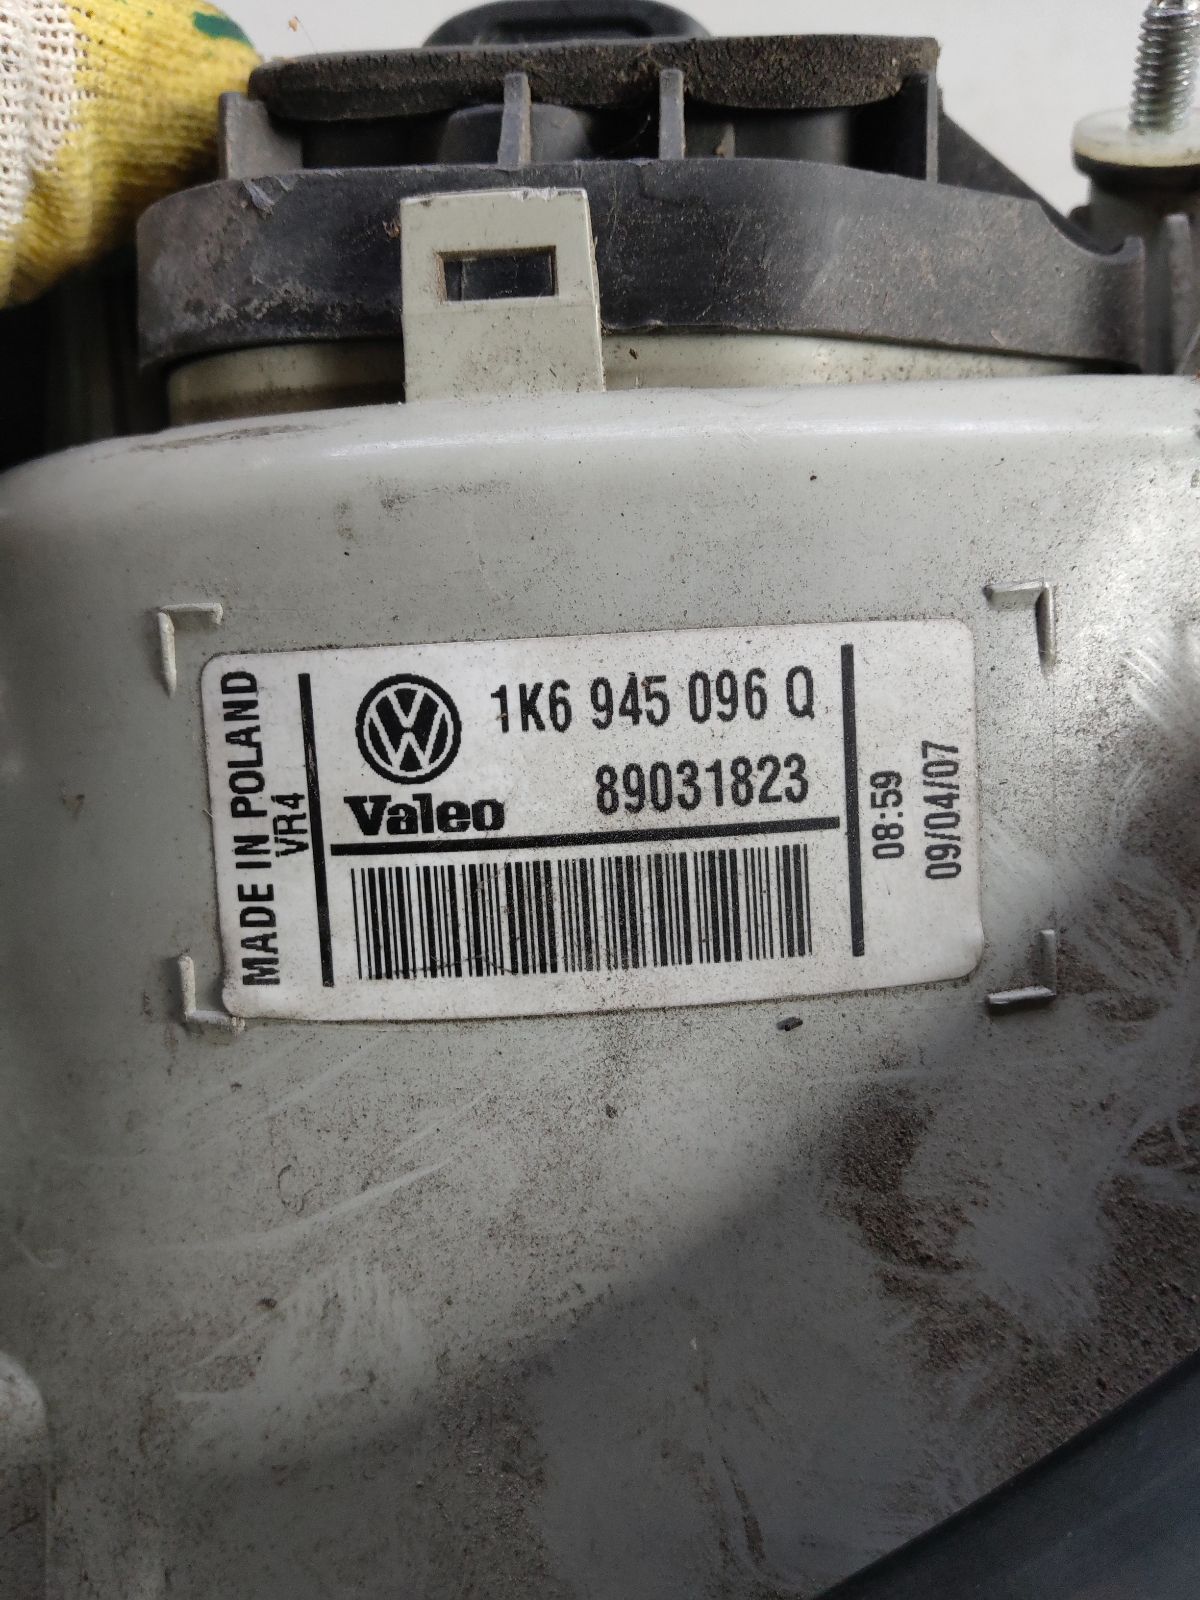 MADE IN POLAND
VR4
1K6 945 096 Q
Valeo
89031823
08:59
09/04/07